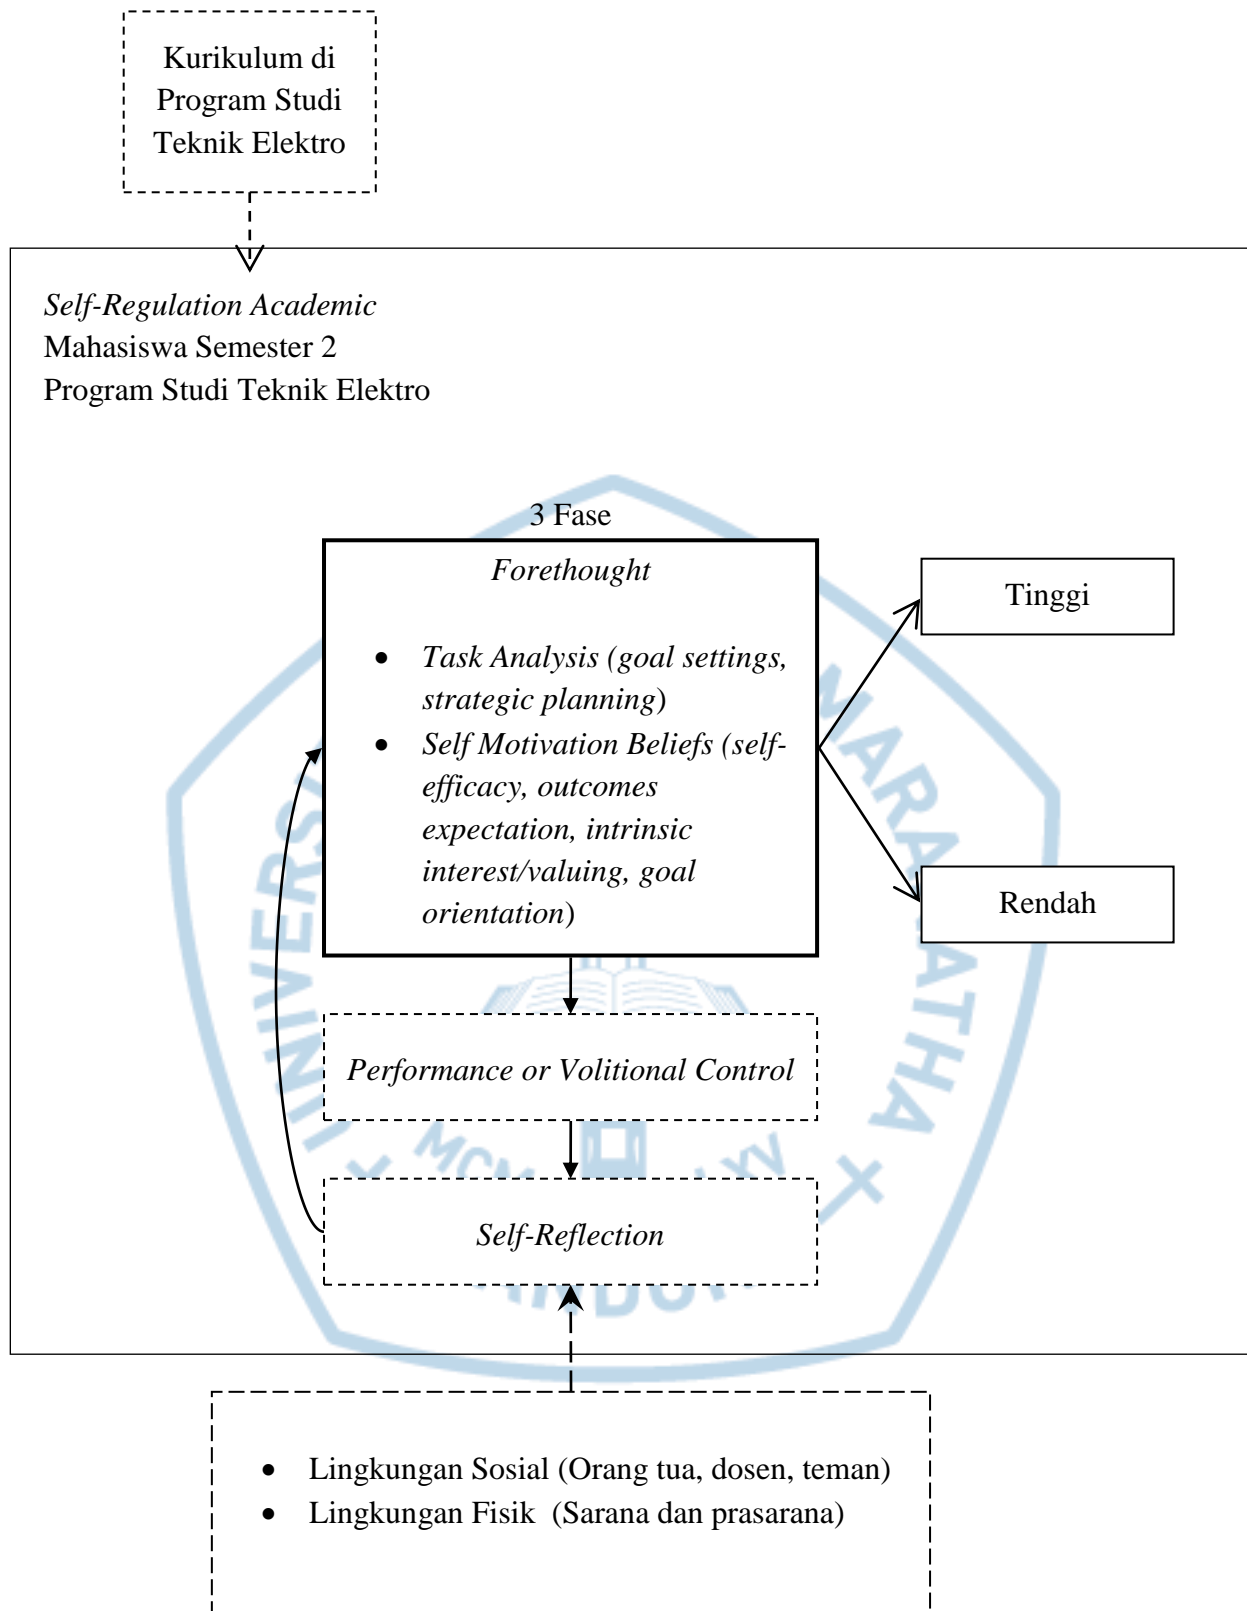 Kurikulum di
Program Studi
Teknik Elektro
Self-Regulation Academic
Mahasiswa Semester 2
Program Studi Teknik Elektro
3 Fase
Forethought
• Task Analysis (goal settings,
strategic planning)
• Self Motivation Beliefs (self-
efficacy, outcomes
expectation, intrinsic
interest/valuing, goal
orientation)
Tinggi
Rendah
Performance or Volitional Control
Self-Reflection
• Lingkungan Sosial (Orang tua, dosen, teman)
• Lingkungan Fisik (Sarana dan prasarana)